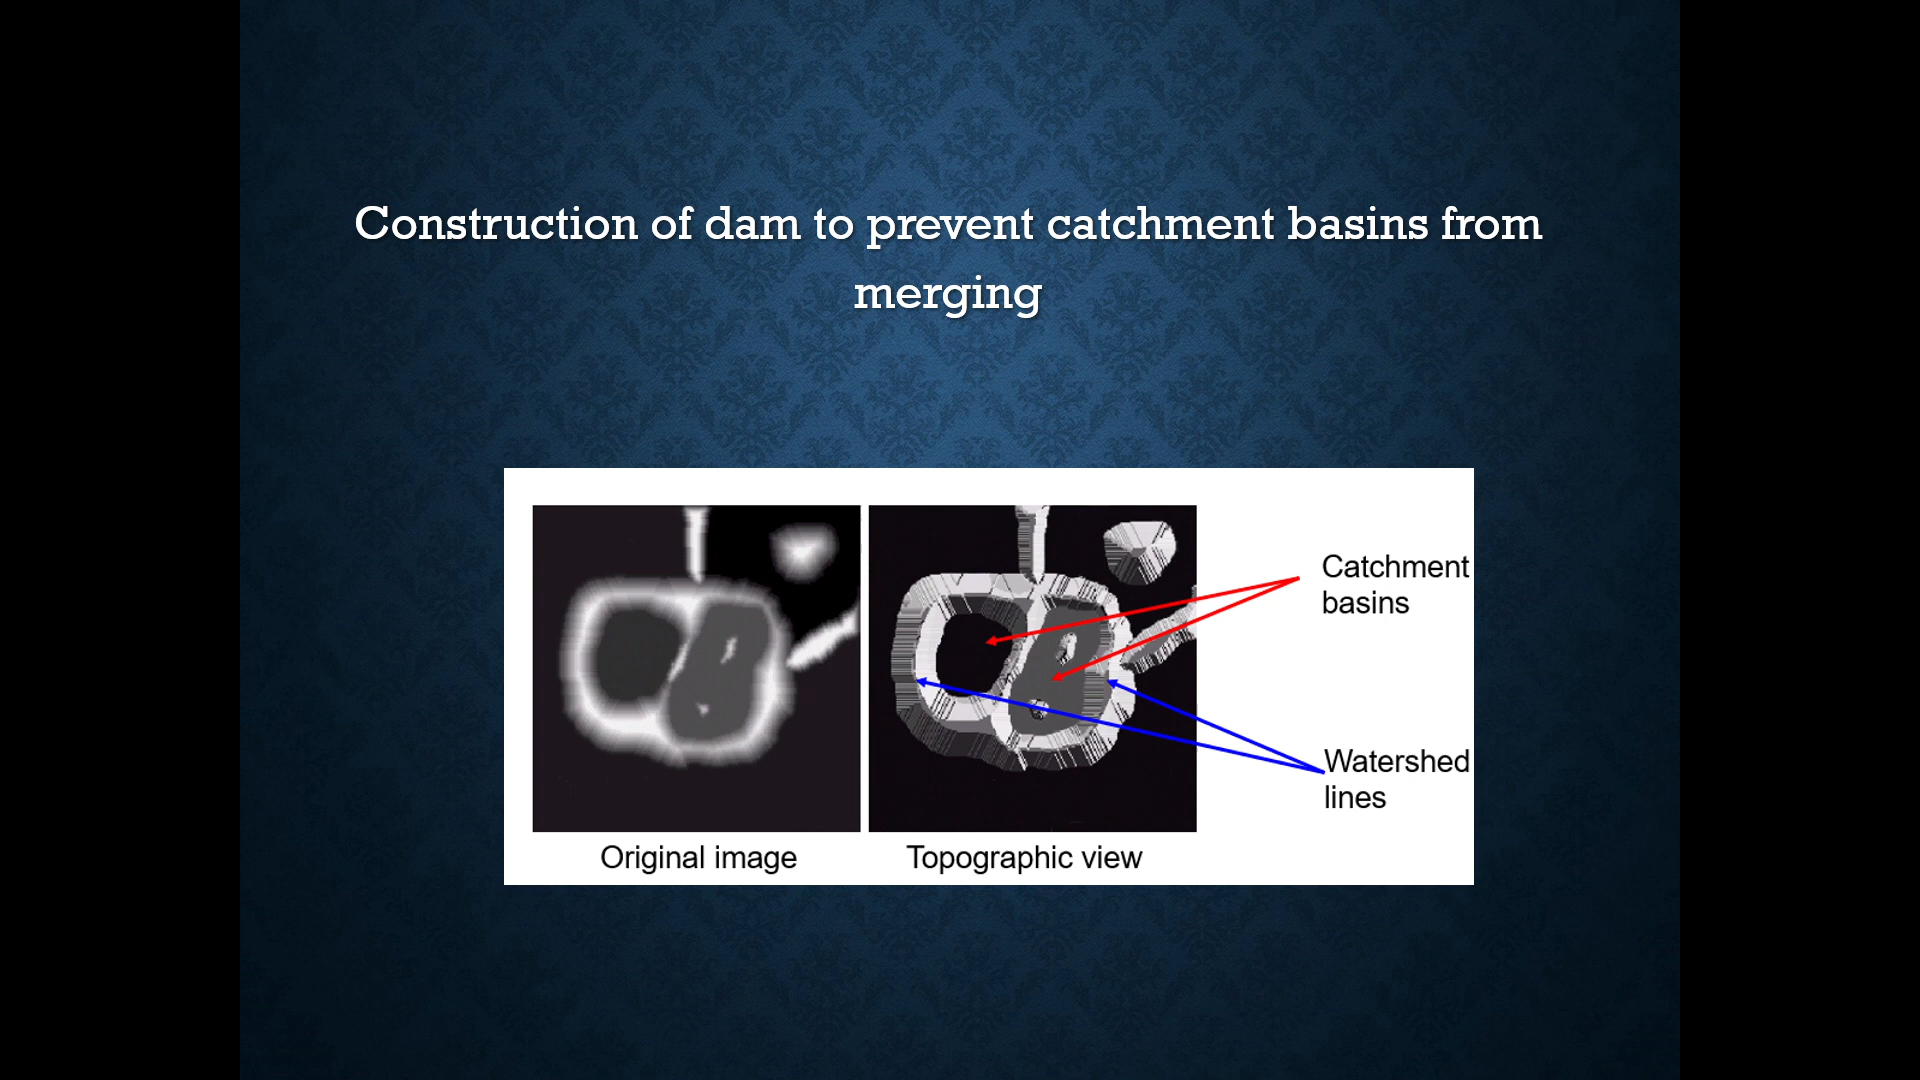 Construction of dam to prevent catchment basins from
merging
Catchment
basins
Watershed
lines
Original image
Topographic view